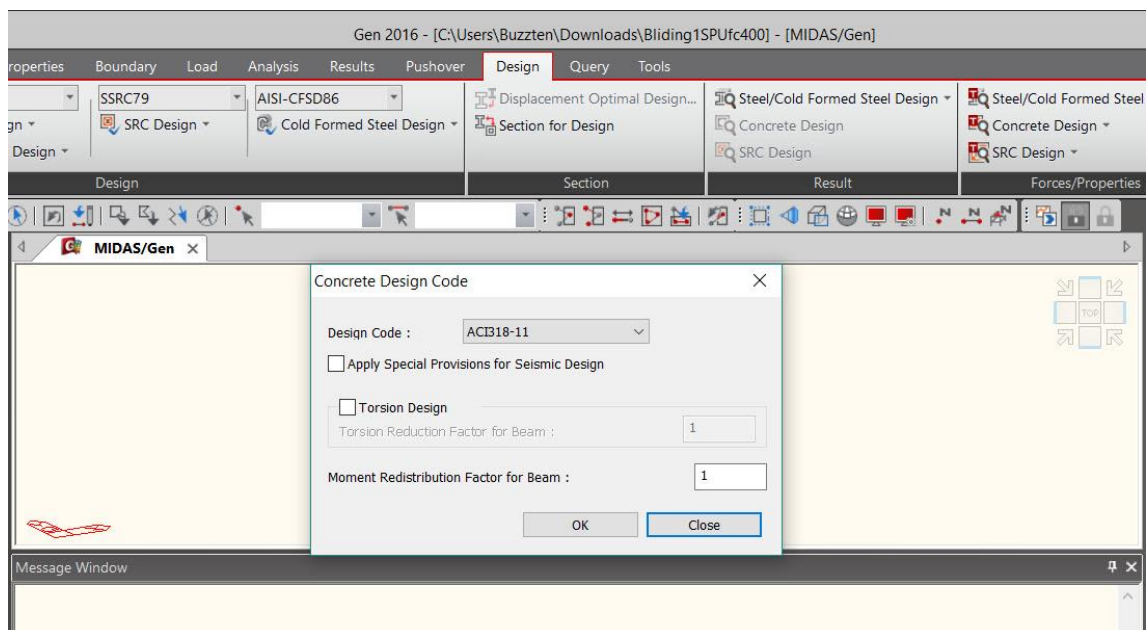 Gen 2016 - [C:\Users\Buzzten\Downloads\Bliding1SPUfc400] - [MIDAS/Gen]
roperties Boundary Load Analysis Results Pushover Design Query Tools
SSRC79 AISI-CFSD86 Displacement Optimal Design... Steel/Cold Formed Steel Design Steel/Cold Formed Steel
gn SRC Design Cold Formed Steel Design Section for Design Concrete Design Concrete Design
Design SRC Design SRC Design
Design Section Result Forces/Properties
MIDAS/Gen
Concrete Design Code
TOP
Design Code : ACI318-11
Apply Special Provisions for Seismic Design
Torsion Design
Torsion Reduction Factor for Beam : 1
Moment Redistribution Factor for Beam : 1
OK Close
Message Window